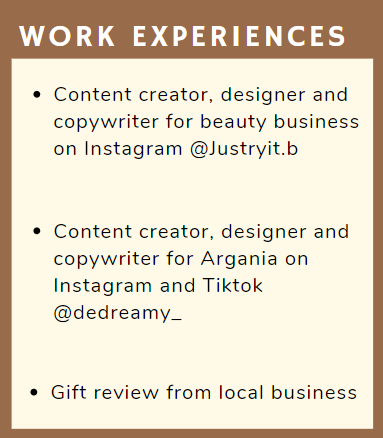 WORK EXPERIENCES
• Content creator, designer and
copywriter for beauty business
on Instagram @Justryit.b
• Content creator, designer and
copywriter for Argania on
Instagram and Tiktok
@dedreamy_
• Gift review from local business